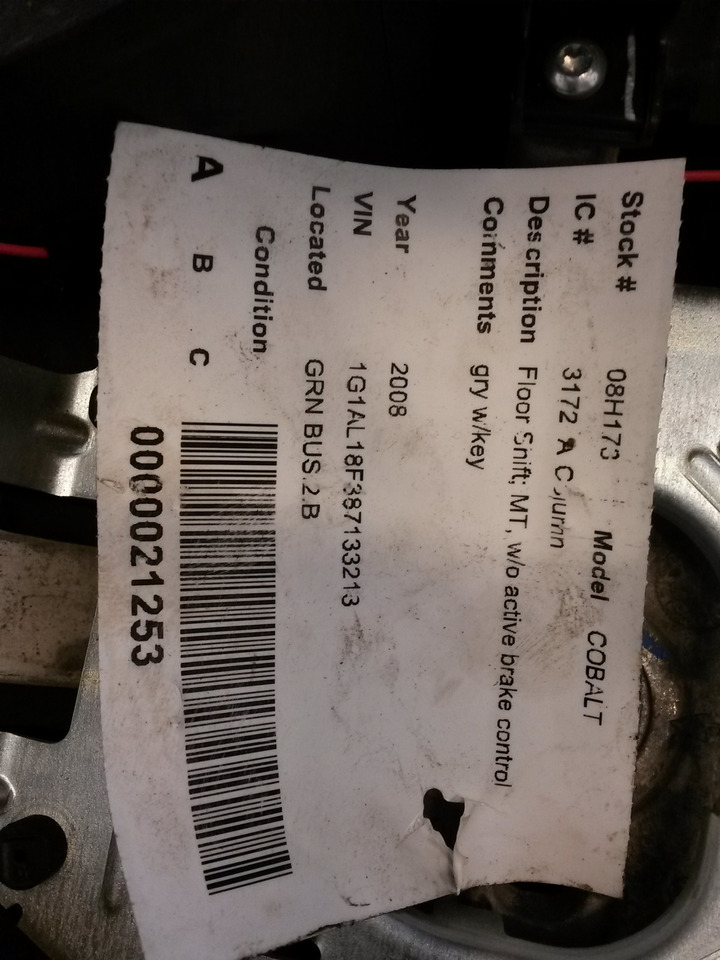 Stock # 08H173 Model COBALT
IC # 3172 A Column
Description Floor Shift; MT, w/o active brake control
Comments gry w/key
Year 2008
VIN 1G1AL18F387133213
Located GRN BUS.2.B
Condition
A B C
0000021253